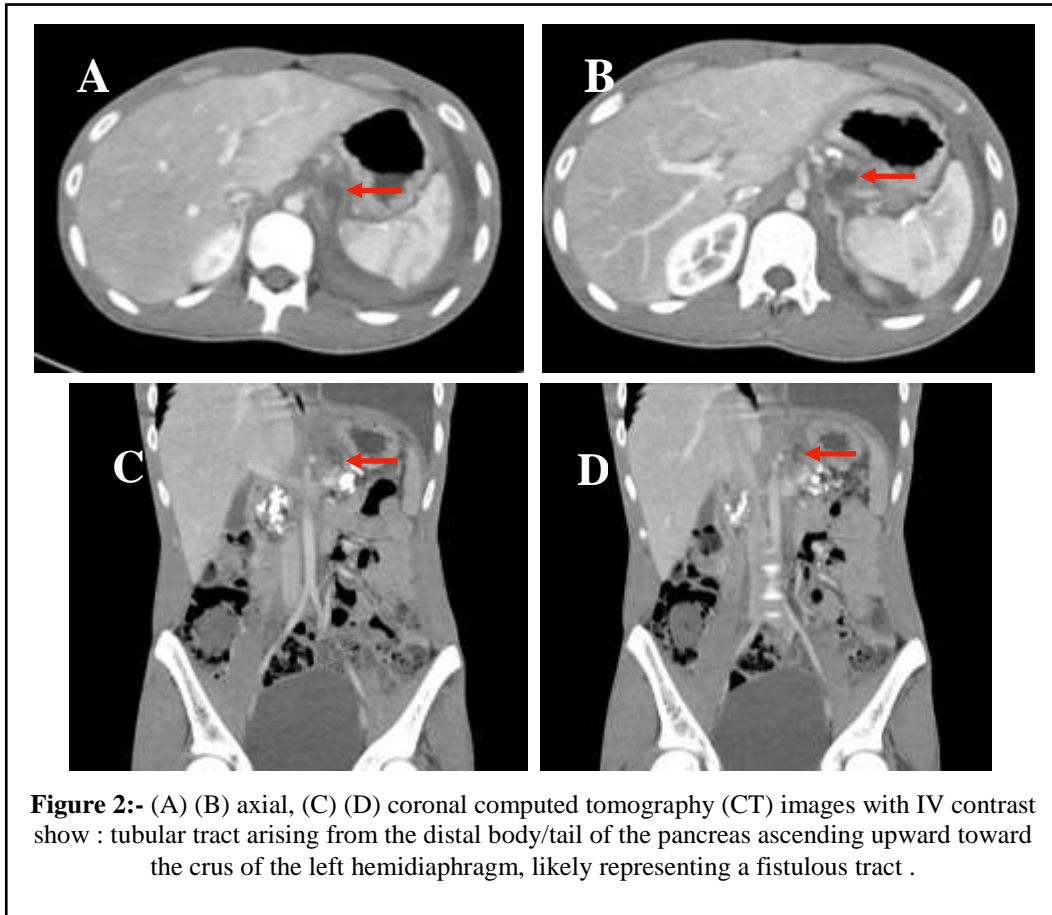 A
B
C
D
Figure 2:- (A) (B) axial, (C) (D) coronal computed tomography (CT) images with IV contrast
show : tubular tract arising from the distal body/tail of the pancreas ascending upward toward
the crus of the left hemidiaphragm, likely representing a fistulous tract .